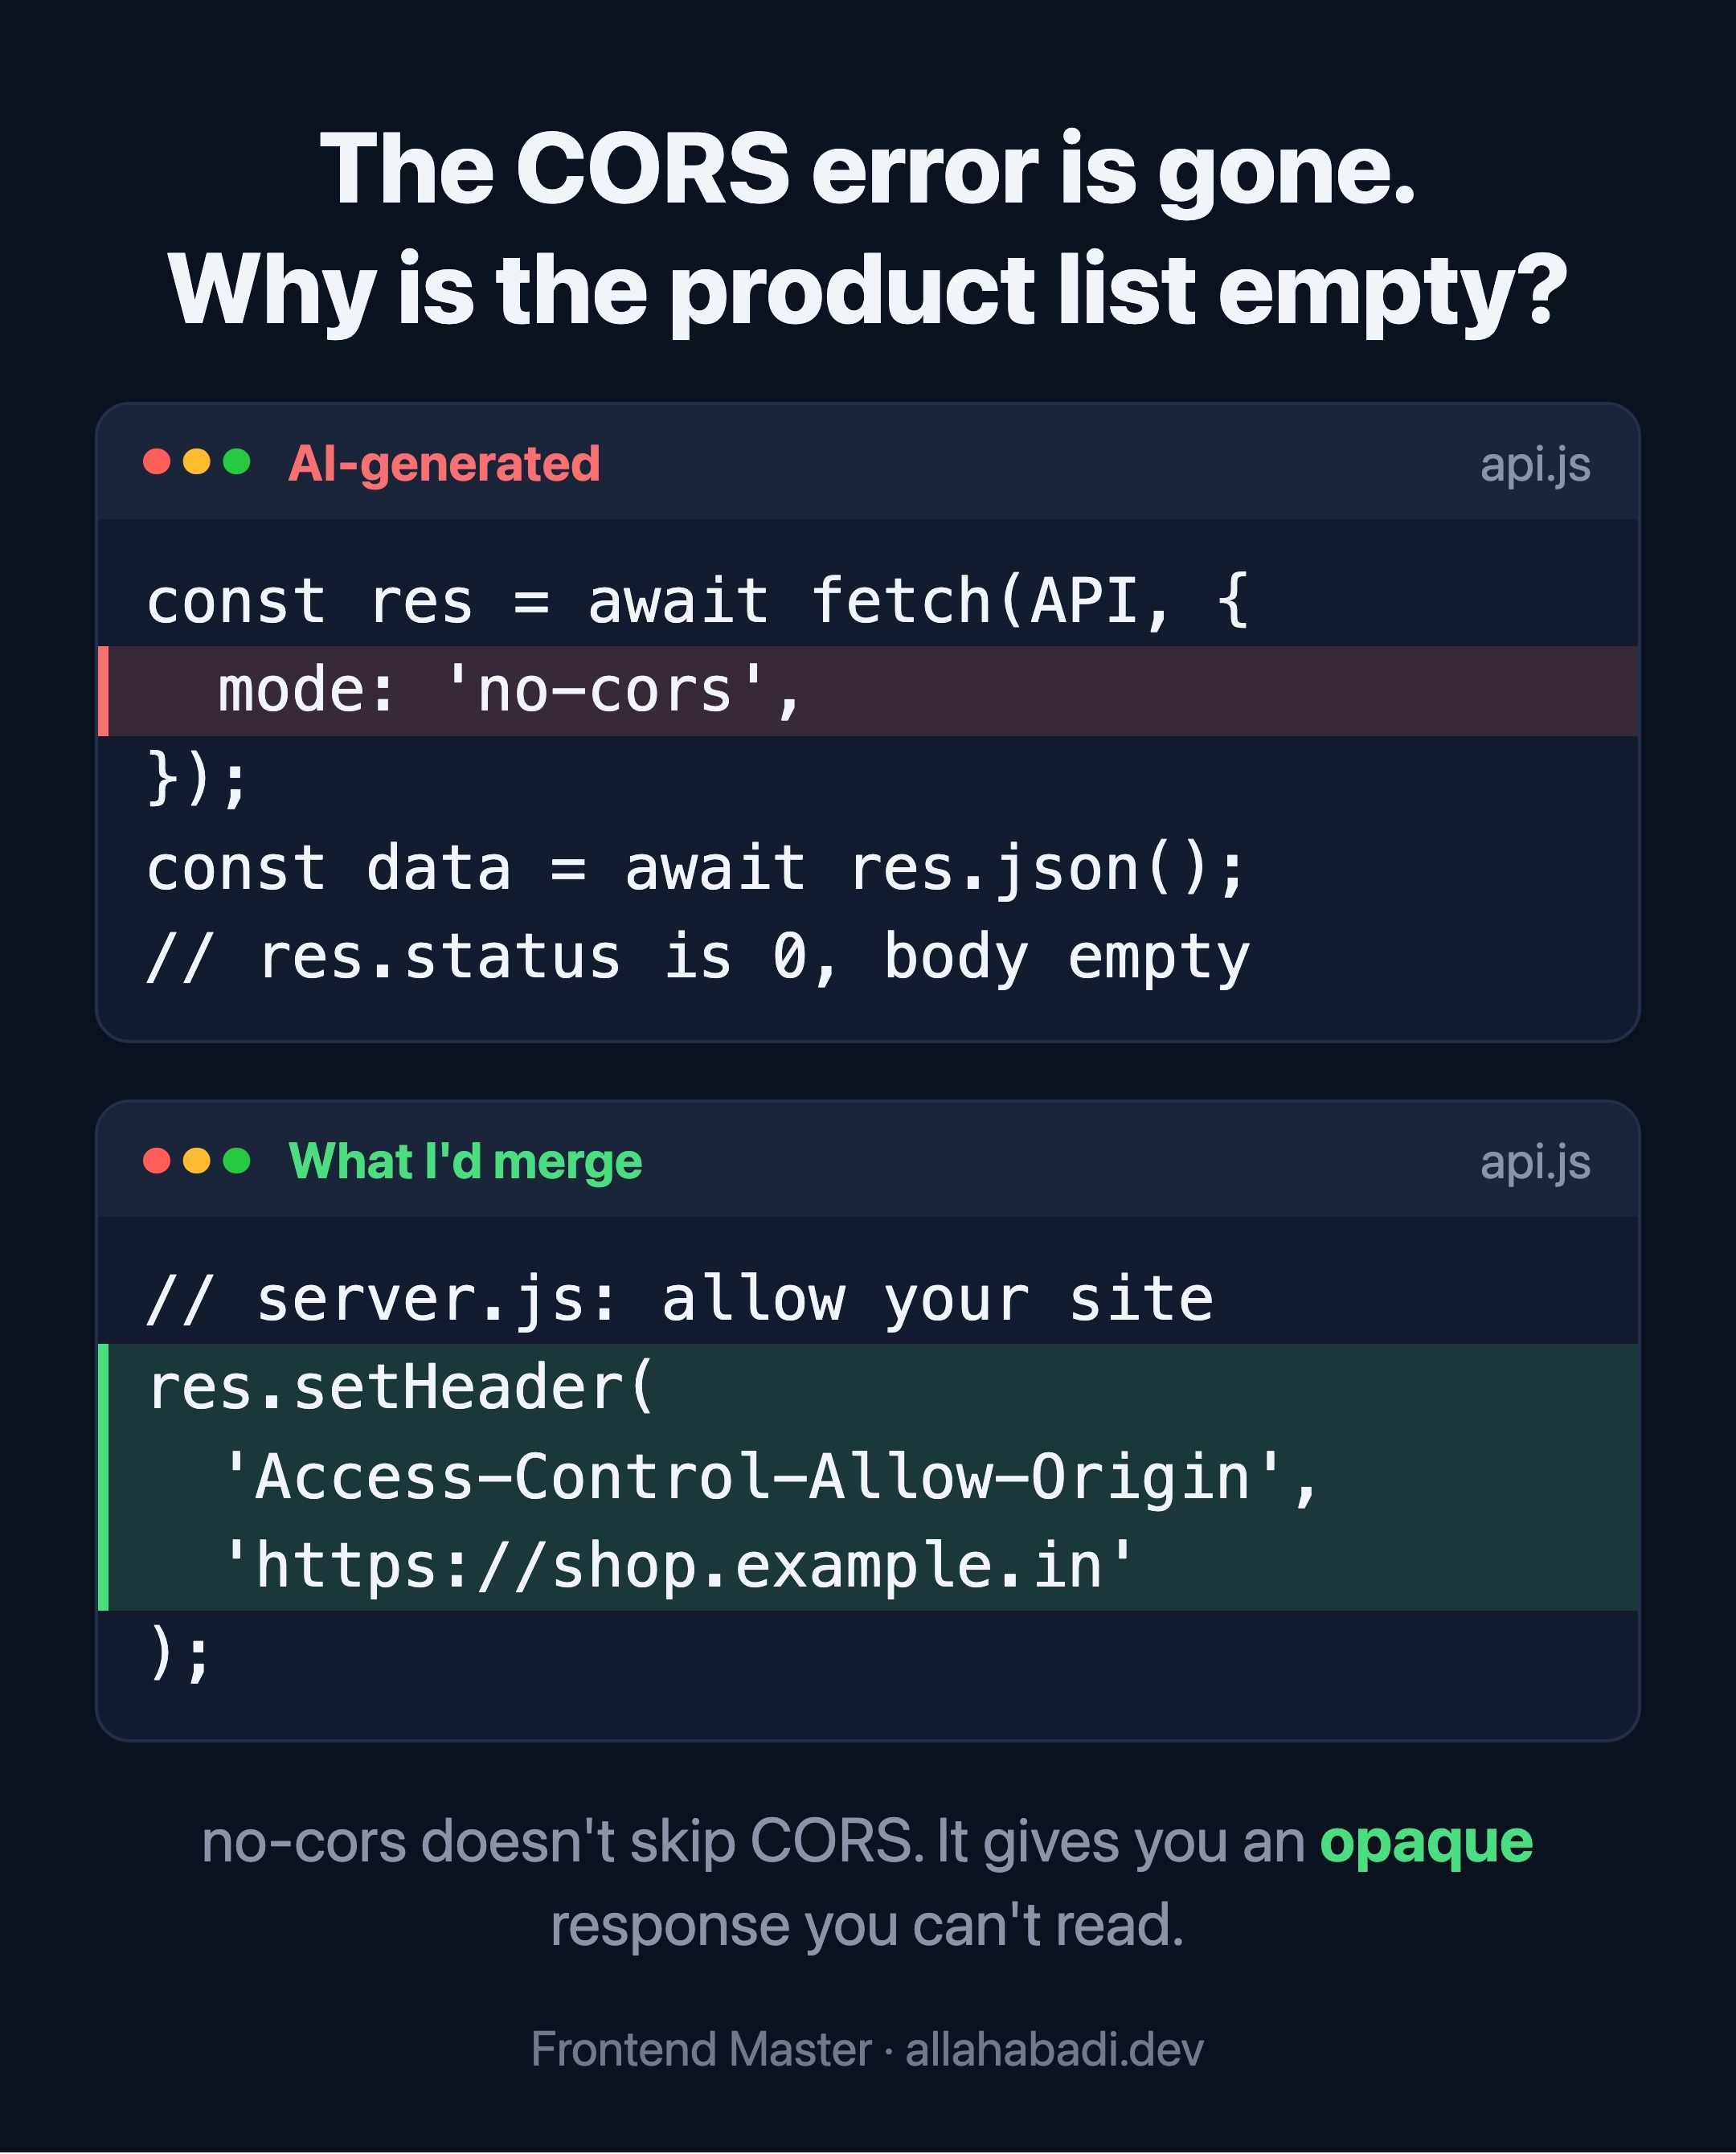 The CORS error is gone.
Why is the product list empty?
AI-generated
api.js
const res = await fetch(API, {
  mode: 'no-cors',
});
const data = await res.json();
// res.status is 0, body empty
What I'd merge
api.js
// server.js: allow your site
res.setHeader(
  'Access-Control-Allow-Origin',
  'https://shop.example.in'
);
no-cors doesn't skip CORS. It gives you an opaque
response you can't read.
Frontend Master · allahabadi.dev